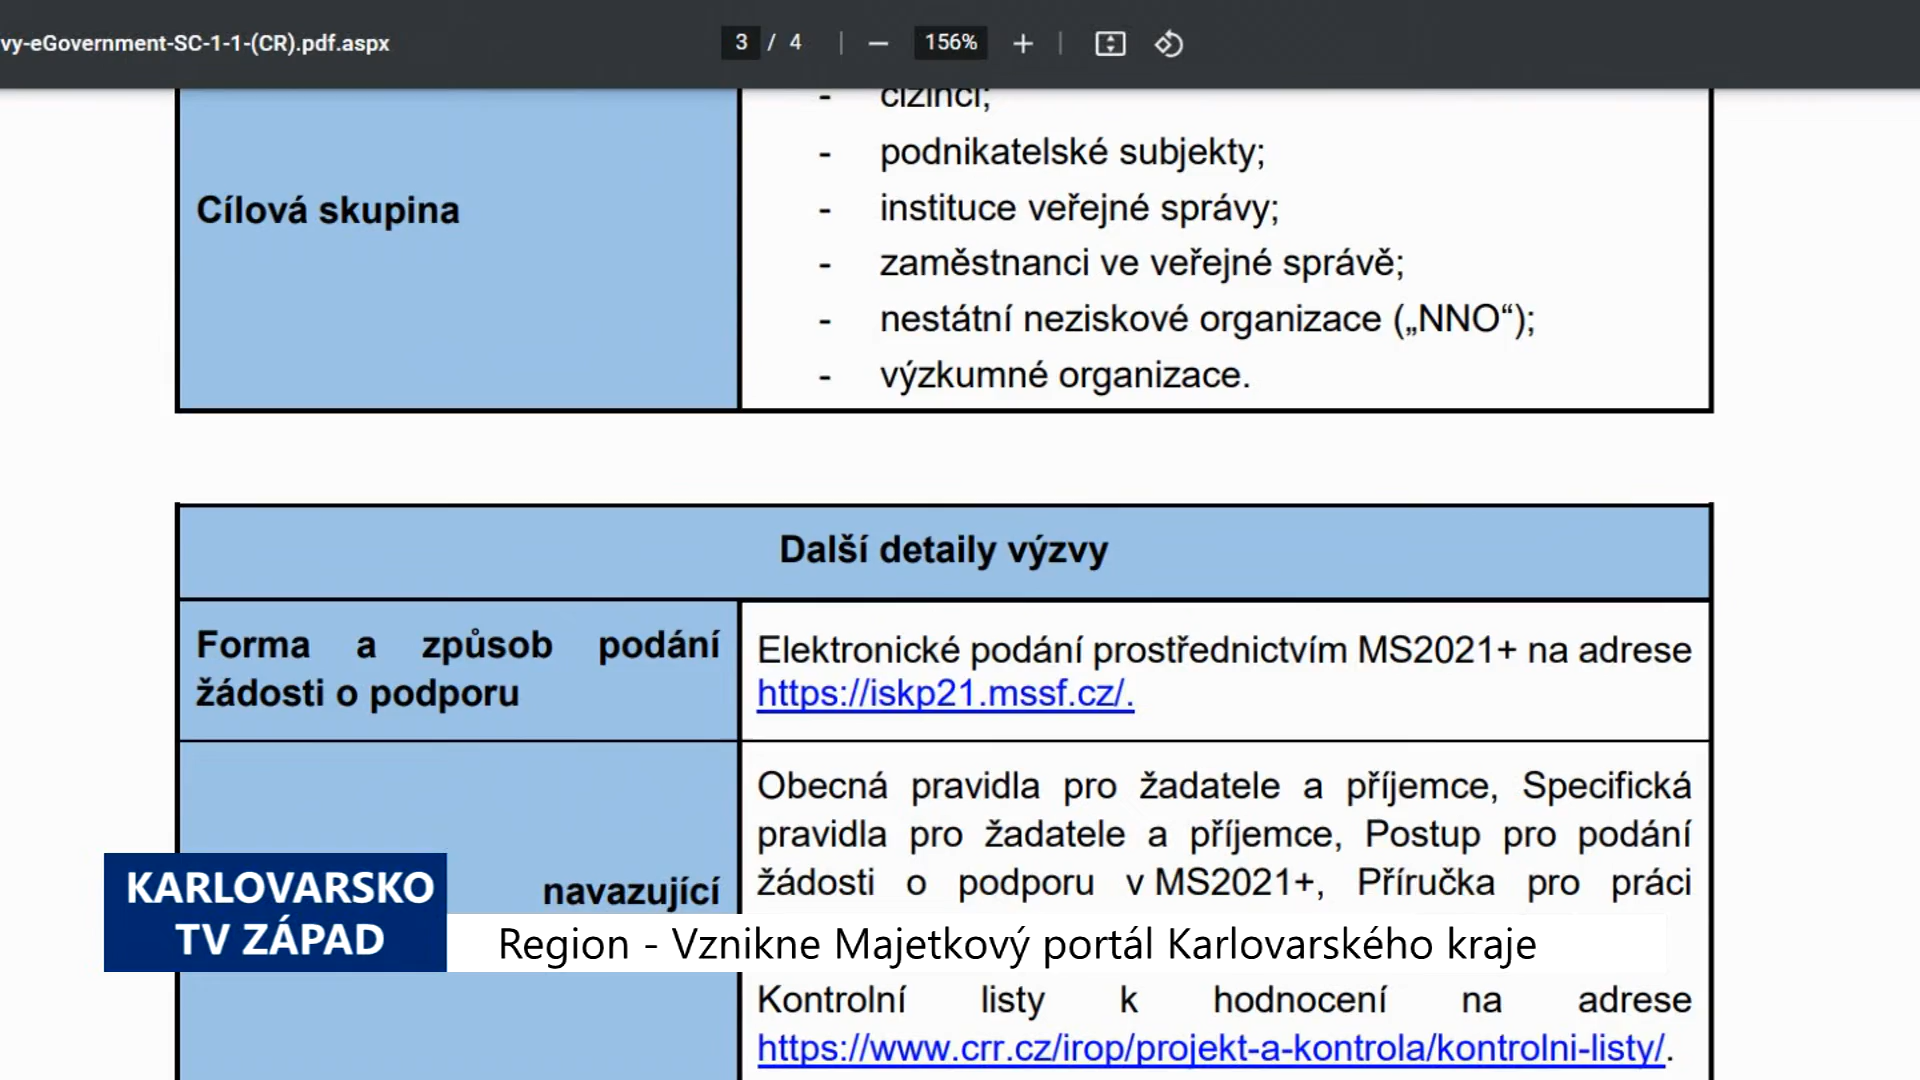 vy-eGovernment-SC-1-1-(CR).pdf.aspx
3 / 4
156%
- cizinci;
- podnikatelské subjekty;
Cílová skupina
- instituce veřejné správy;
- zaměstnanci ve veřejné správě;
- nestátní neziskové organizace („NNO“);
- výzkumné organizace.
Další detaily výzvy
Forma a způsob podání
žádosti o podporu
Elektronické podání prostřednictvím MS2021+ na adrese
https://iskp21.mssf.cz/.
navazující
Obecná pravidla pro žadatele a příjemce, Specifická
pravidla pro žadatele a příjemce, Postup pro podání
žádosti o podporu v MS2021+, Příručka pro práci
KARLOVARSKO
TV ZÁPAD
Region - Vznikne Majetkový portál Karlovarského kraje
Kontrolní listy k hodnocení na adrese
https://www.crr.cz/irop/projekt-a-kontrola/kontrolni-listy/.